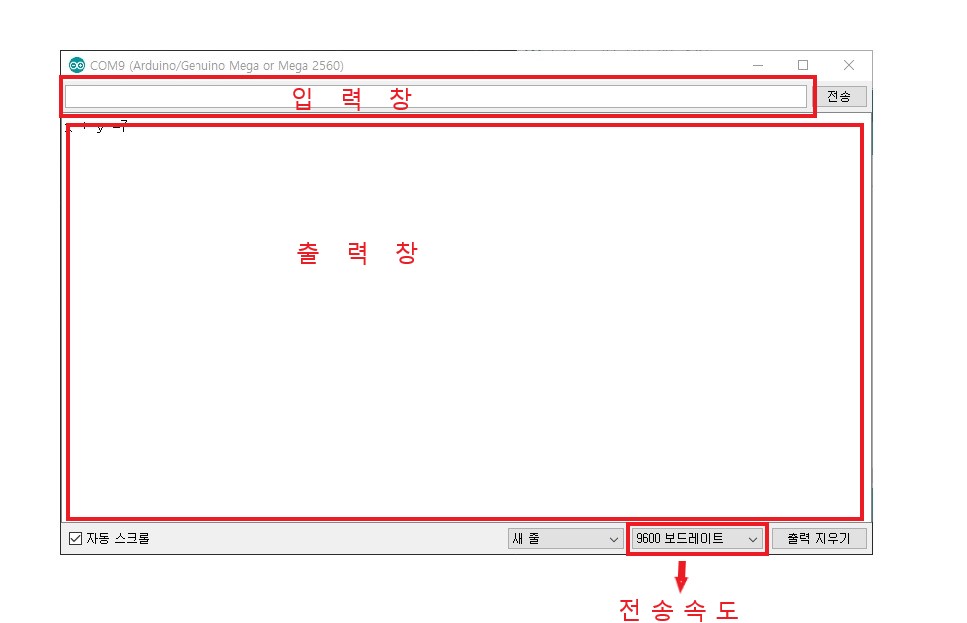 COM9 (Arduino/Genuino Mega or Mega 2560)
입 력 창
전송
x + y =7
출 력 창
자동 스크롤
새 줄
9600 보드레이트
출력 지우기
전 송 속 도